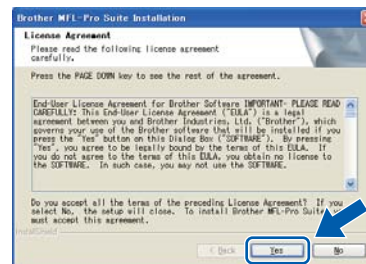 Brother MFL-Pro Suite Installation
License Agreement
Please read the following license agreement
carefully.
Press the PAGE DOWN key to see the rest of the agreement.
End-User License Agreement for Brother Software IMPORTANT- PLEASE READ
CAREFULLY: This End-User License Agreement ("EULA") is a legal
agreement between you and Brother Industries, Ltd. ("Brother"), which
governs your use of the Brother software that will be installed if you
press the "Yes" button on this Dialog Box ("SOFTWARE"). By pressing
"Yes", you agree to be legally bound by the terms of this EULA. If
you do not agree to the terms of this EULA, you obtain no license to
the SOFTWARE. In such case, you may not use the SOFTWARE.
Do you accept all the terms of the preceding License Agreement? If you
select No, the setup will close. To install Brother MFL-Pro Suite, you
must accept this agreement.
InstallShield
< Back
Yes
No